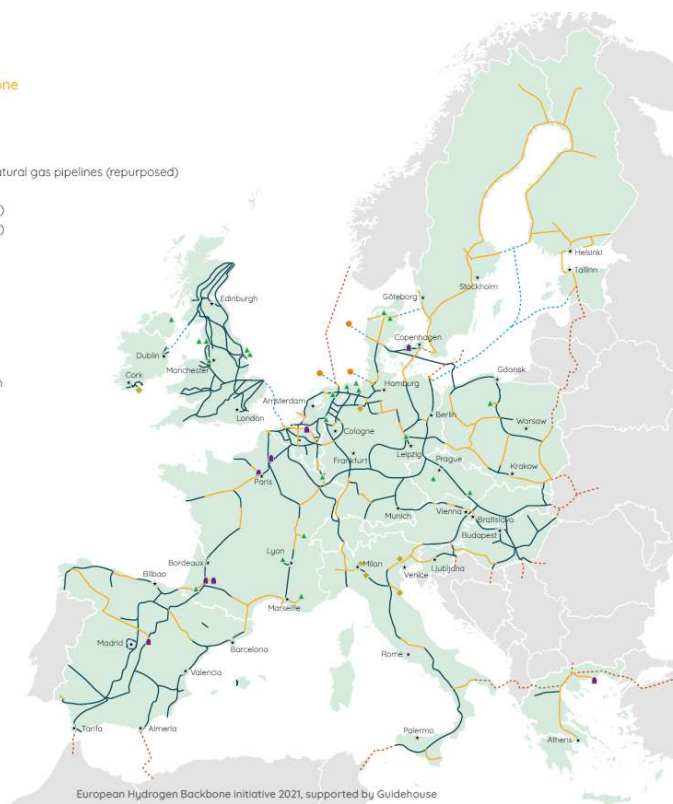 one
atural gas pipelines (repurposed)
)
)
n
Helsinki
Tallinn
Stockholm
Göteborg
Edinburgh
Copenhagen
Dublin
Manchester
Gdansk
Cork
Hamburg
Amsterdam
London
Berlin
Warsaw
Cologne
Leipzig
Frankfurt
Prague
Krakow
Paris
Munich
Vienna
Bratislava
Budapest
Bordeaux
Lyon
Milan
Venice
Ljubljana
Bilbao
Marseille
Madrid
Barcelona
Rome
Valencia
Tarifa
Almeria
Palermo
Athens
European Hydrogen Backbone initiative 2021, supported by Guidehouse